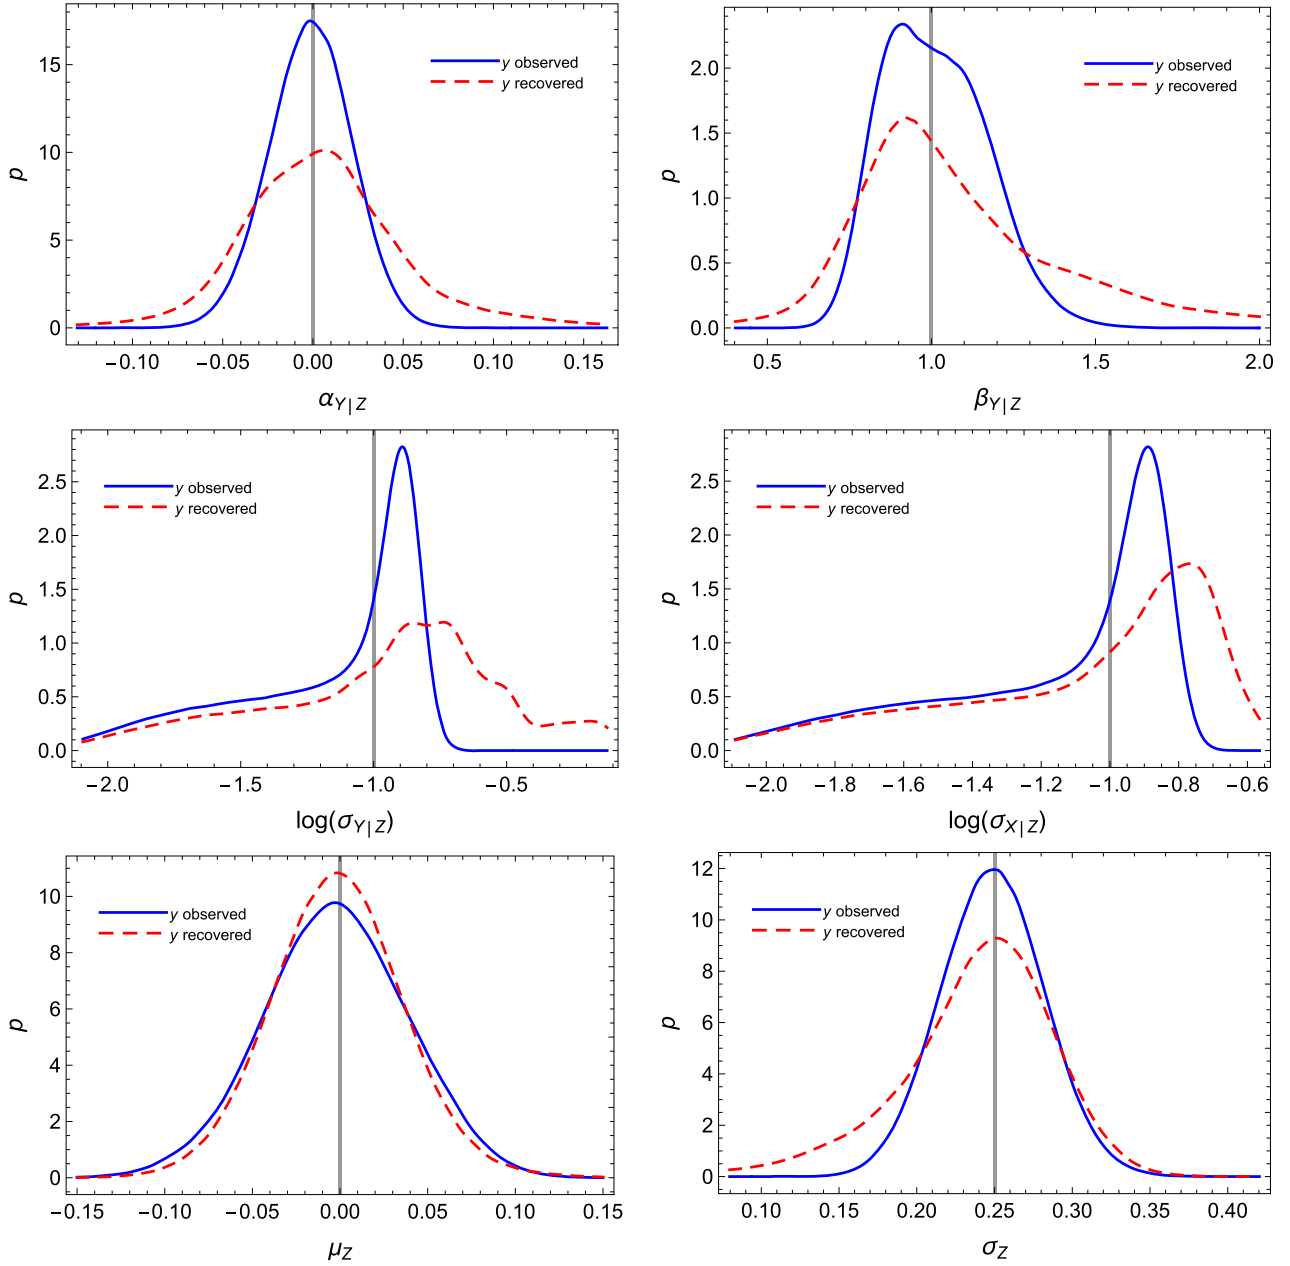 y observed
y recovered
p
15
10
5
0
−0.10 −0.05 0.00 0.05 0.10 0.15
α_{Y|Z}
y observed
y recovered
p
2.0
1.5
1.0
0.5
0.0
0.5 1.0 1.5 2.0
β_{Y|Z}
y observed
y recovered
p
2.5
2.0
1.5
1.0
0.5
0.0
−2.0 −1.5 −1.0 −0.5
log(σ_{Y|Z})
y observed
y recovered
p
2.5
2.0
1.5
1.0
0.5
0.0
−2.0 −1.8 −1.6 −1.4 −1.2 −1.0 −0.8 −0.6
log(σ_{X|Z})
y observed
y recovered
p
10
8
6
4
2
0
−0.15 −0.10 −0.05 0.00 0.05 0.10 0.15
μ_Z
y observed
y recovered
p
12
10
8
6
4
2
0
0.10 0.15 0.20 0.25 0.30 0.35 0.40
σ_Z